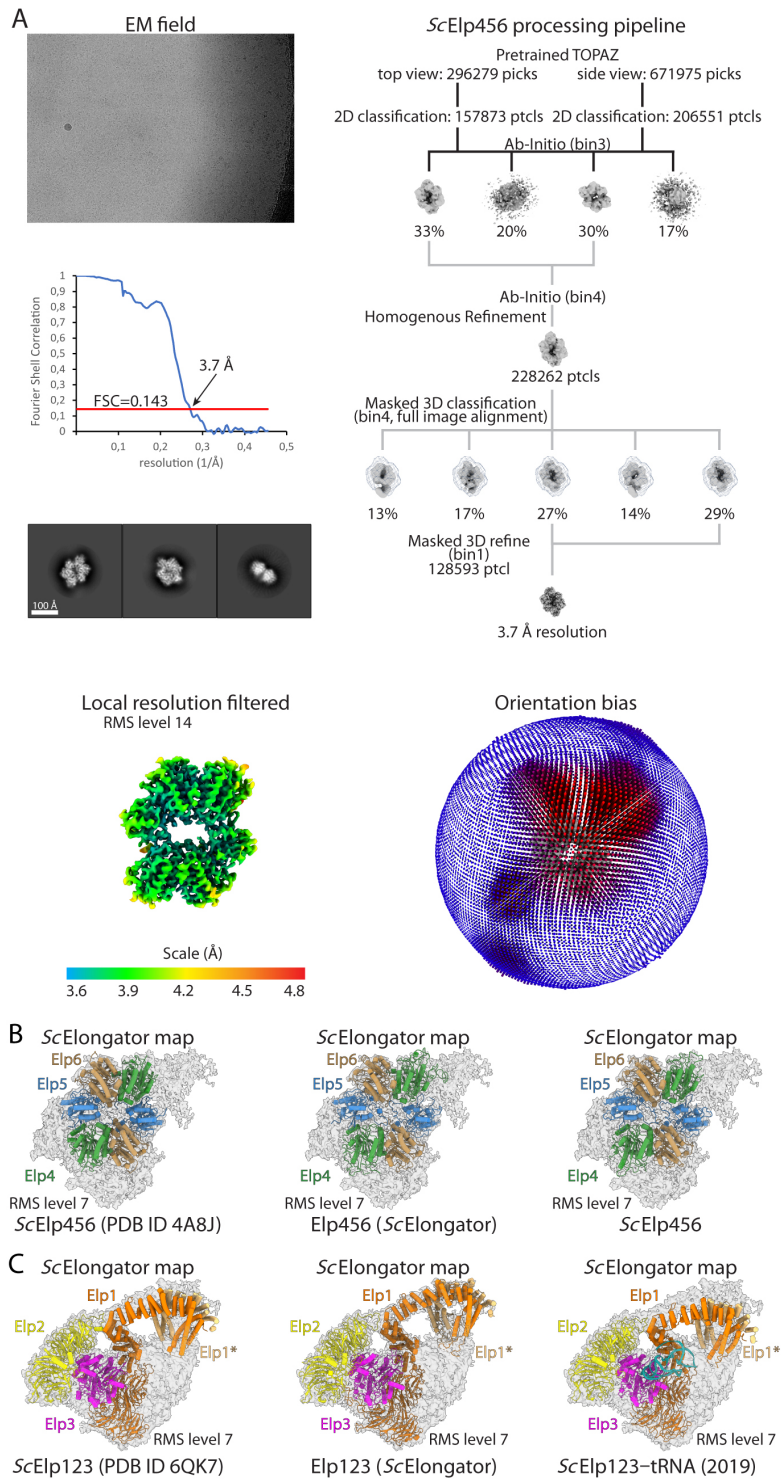 A
EM field
ScElp456 processing pipeline
Pretrained TOPAZ
top view: 296279 picks
side view: 671975 picks
2D classification: 157873 ptcls
2D classification: 206551 ptcls
Ab-Initio (bin3)
33%
20%
30%
17%
Ab-Initio (bin4)
Homogenous Refinement
228262 ptcls
Masked 3D classification
(bin4, full image alignment)
13%
17%
27%
14%
29%
Masked 3D refine
(bin1)
128593 ptcl
3.7 Å resolution
Fourier Shell Correlation
1
0,9
0,8
0,7
0,6
0,5
0,4
0,3
0,2
0,1
0
3.7 Å
FSC=0.143
0,1
0,2
0,3
0,4
0,5
resolution (1/Å)
100 Å
Local resolution filtered
RMS level 14
Scale (Å)
3.6
3.9
4.2
4.5
4.8
Orientation bias
B
ScElongator map
Elp6
Elp5
Elp4
RMS level 7
ScElp456 (PDB ID 4A8J)
ScElongator map
Elp6
Elp5
Elp4
RMS level 7
Elp456 (ScElongator)
ScElongator map
Elp6
Elp5
Elp4
RMS level 7
ScElp456
C
ScElongator map
Elp1
Elp2
Elp1*
Elp3
RMS level 7
ScElp123 (PDB ID 6QK7)
ScElongator map
Elp1
Elp2
Elp1*
Elp3
RMS level 7
Elp123 (ScElongator)
ScElongator map
Elp1
Elp2
Elp1*
Elp3
RMS level 7
ScElp123−tRNA (2019)